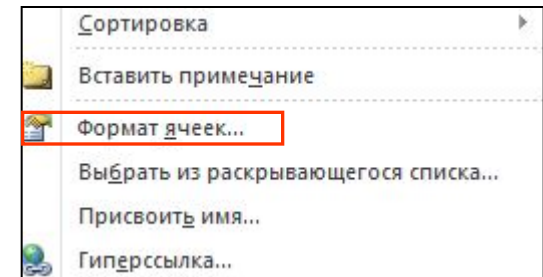 Сортировка
Вставить примечание
Формат ячеек...
Выбрать из раскрывающегося списка...
Присвоить имя...
Гиперссылка...